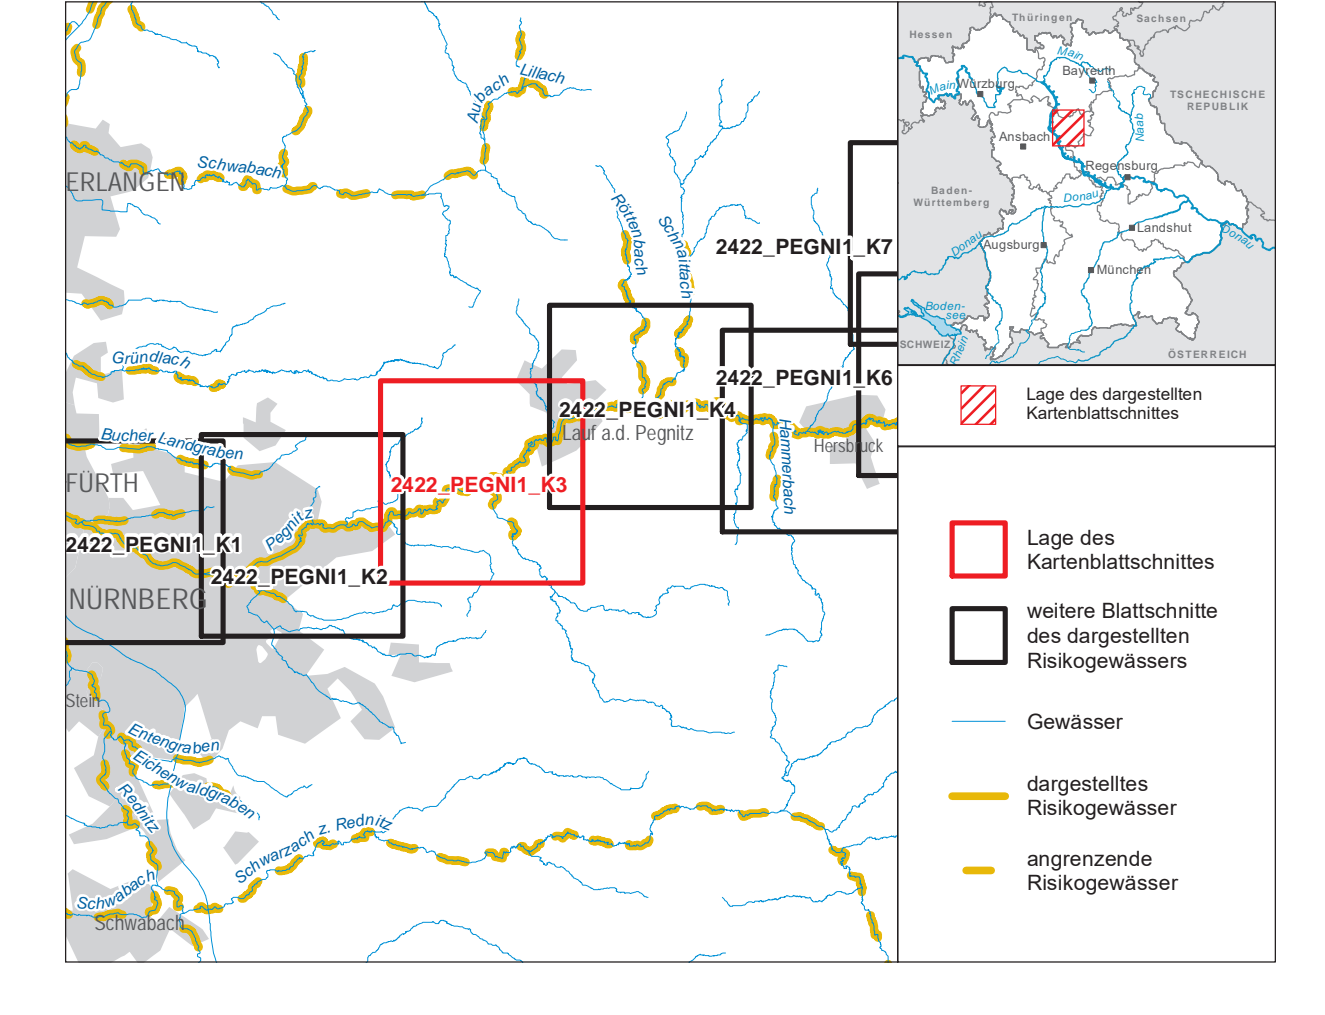 Aubach
Lillach
Schwabach
ERLANGEN
Röttenbach
Schnaittach
2422_PEGNI1_K7
Gründlach
2422_PEGNI1_K6
2422_PEGNI1_K4
Lauf a.d. Pegnitz
Hammerbach
Hersbruck
Bucher Landgraben
FÜRTH
2422_PEGNI1_K3
Pegnitz
2422_PEGNI1_K1
2422_PEGNI1_K2
NÜRNBERG
Stein
Entengraben
Eichenwaldgraben
Rednitz
Schwarzach z. Rednitz
Schwabach
Schwabach
Thüringen
Sachsen
Hessen
Main
Bayreuth
Main
Würzburg
TSCHECHISCHE
REPUBLIK
Naab
Ansbach
Regensburg
Baden-
Württemberg
Donau
Landshut
Donau
Augsburg
Donau
München
Boden-
see
SCHWEIZ
Rhein
ÖSTERREICH
Lage des dargestellten
Kartenblattschnittes
Lage des
Kartenblattschnittes
weitere Blattschnitte
des dargestellten
Risikogewässers
Gewässer
dargestelltes
Risikogewässer
angrenzende
Risikogewässer